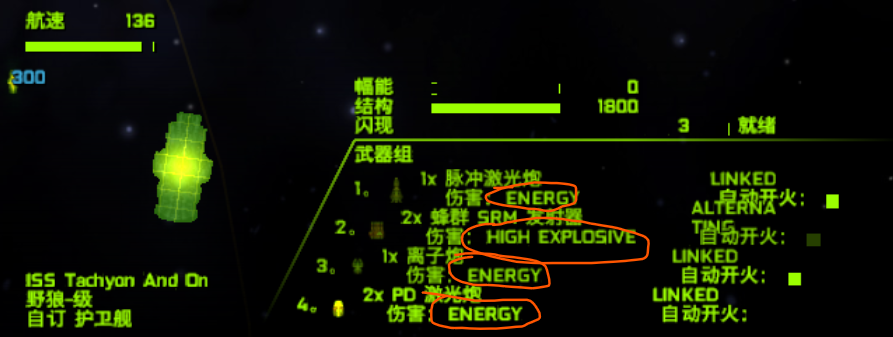 航速 136
300
幅能 0
结构 1800
闪现 3 就绪
武器组
1。 1x 脉冲激光炮 LINKED
伤害: ENERGY 自动开火:
2。 2x 蜂群 SRM 发射器 ALTERNA
TING
伤害: HIGH EXPLOSIVE 自动开火:
3。 1x 离子炮 LINKED
伤害: ENERGY 自动开火:
4。 2x PD 激光炮 LINKED
伤害: ENERGY 自动开火:
ISS Tachyon And On
野狼-级
自订 护卫舰